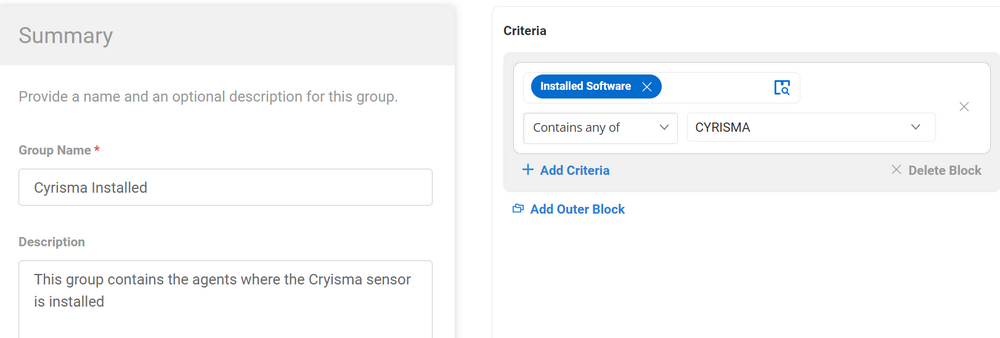 Summary
Provide a name and an optional description for this group.
Group Name *
Cyrisma Installed
Description
This group contains the agents where the Cryisma sensor
is installed
Criteria
Installed Software
Contains any of
CYRISMA
Add Criteria
Delete Block
Add Outer Block